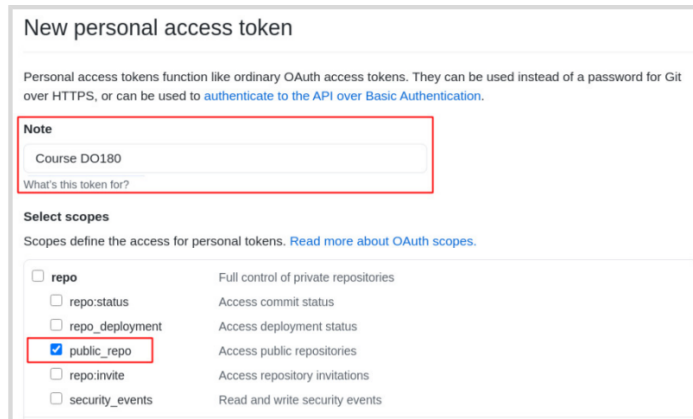 New personal access token
Personal access tokens function like ordinary OAuth access tokens. They can be used instead of a password for Git
over HTTPS, or can be used to authenticate to the API over Basic Authentication.
Note
Course DO180
What's this token for?
Select scopes
Scopes define the access for personal tokens. Read more about OAuth scopes.
repo Full control of private repositories
repo:status Access commit status
repo_deployment Access deployment status
public_repo Access public repositories
repo:invite Access repository invitations
security_events Read and write security events